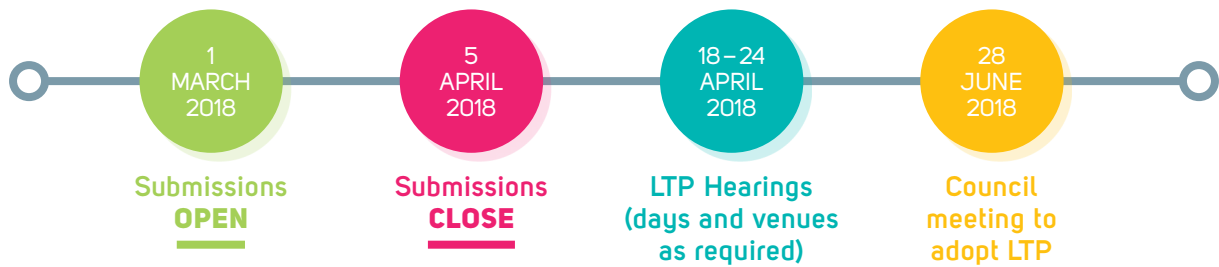 1
MARCH
2018
Submissions
OPEN
5
APRIL
2018
Submissions
CLOSE
18–24
APRIL
2018
LTP Hearings
(days and venues
as required)
28
JUNE
2018
Council
meeting to
adopt LTP